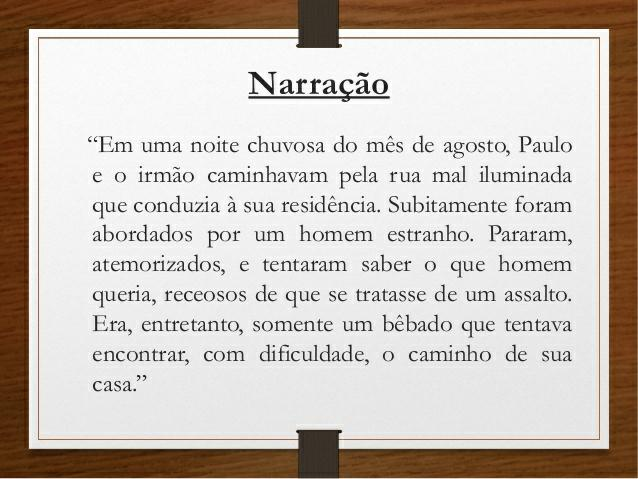 Narração
“Em uma noite chuvosa do mês de agosto, Paulo
e o irmão caminhavam pela rua mal iluminada
que conduzia à sua residência. Subitamente foram
abordados por um homem estranho. Pararam,
atemorizados, e tentaram saber o que homem
queria, receosos de que se tratasse de um assalto.
Era, entretanto, somente um bêbado que tentava
encontrar, com dificuldade, o caminho de sua
casa.”